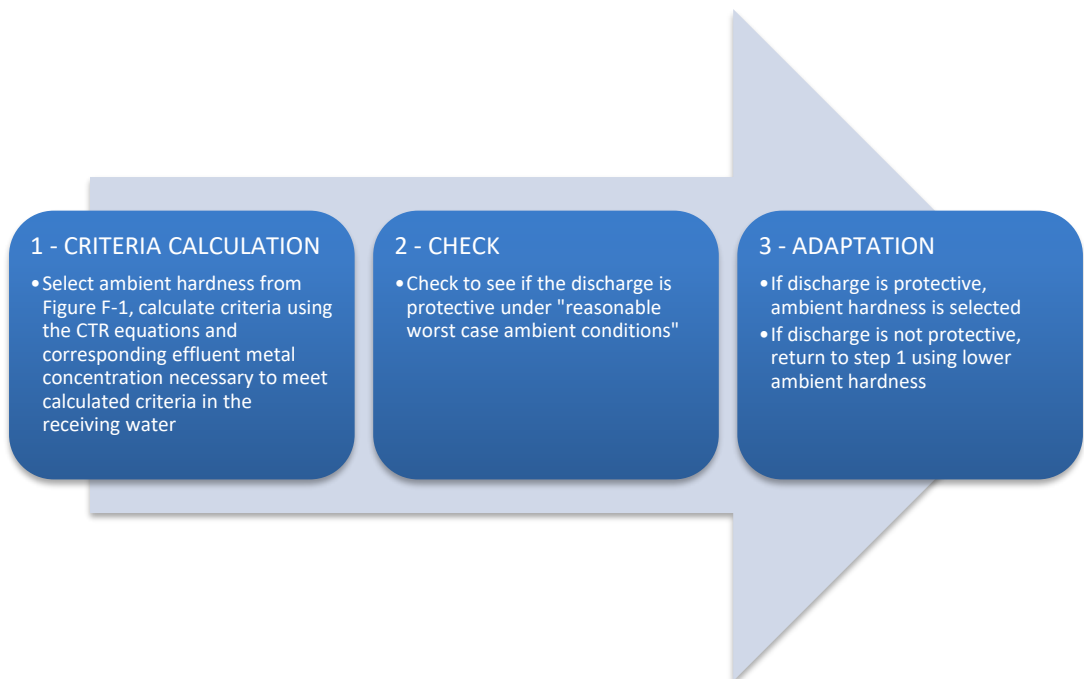 1 - CRITERIA CALCULATION
•Select ambient hardness from
Figure F-1, calculate criteria using
the CTR equations and
corresponding effluent metal
concentration necessary to meet
calculated criteria in the
receiving water
2 - CHECK
•Check to see if the discharge is
protective under "reasonable
worst case ambient conditions"
3 - ADAPTATION
•If discharge is protective,
ambient hardness is selected
•If discharge is not protective,
return to step 1 using lower
ambient hardness